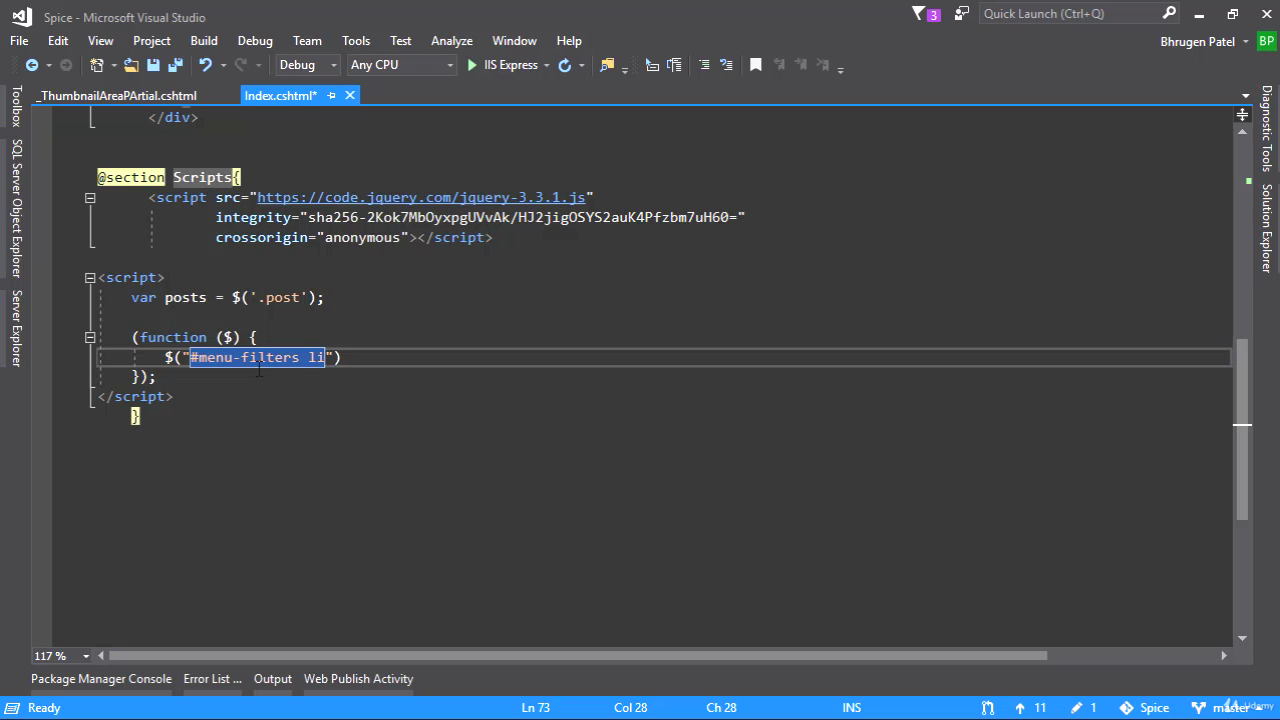 Spice - Microsoft Visual Studio
3
Quick Launch (Ctrl+Q)
File Edit View Project Build Debug Team Tools Test Analyze Window Help
Bhrugen Patel BP
Debug Any CPU IIS Express
_ThumbnailAreaPArtial.cshtml Index.cshtml*
Toolbox
SQL Server Object Explorer
Server Explorer
Diagnostic Tools
Solution Explorer
</div>
@section Scripts{
<script src="https://code.jquery.com/jquery-3.3.1.js"
integrity="sha256-2Kok7MbOyxpgUVvAk/HJ2jigOSYS2auK4Pfzbm7uH60="
crossorigin="anonymous"></script>
<script>
var posts = $('.post');
(function ($) {
$("#menu-filters li")
});
</script>
}
117 %
Package Manager Console Error List ... Output Web Publish Activity
Ready Ln 73 Col 28 Ch 28 INS 11 1 Spice master
Udemy